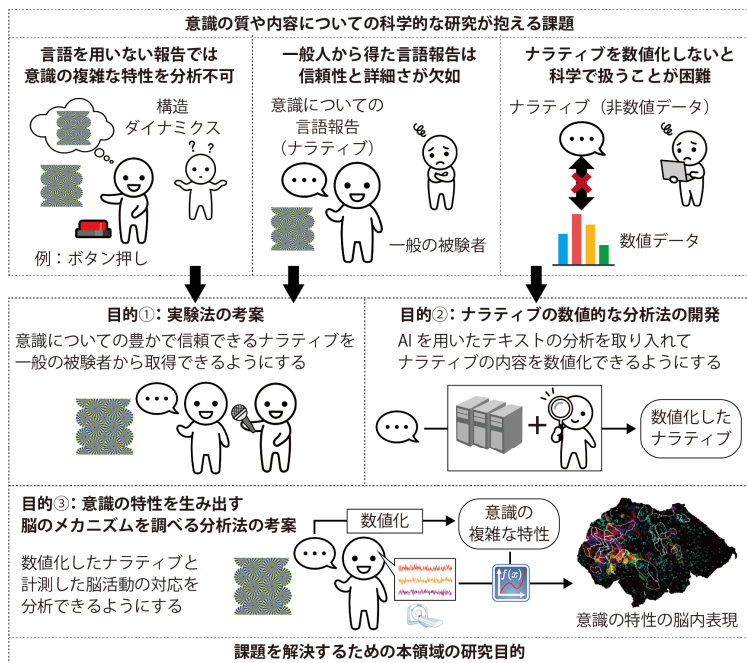 意識の質や内容についての科学的な研究が抱える課題
言語を用いない報告では
意識の複雑な特性を分析不可
構造
ダイナミクス
? ?
例：ボタン押し
一般人から得た言語報告は
信頼性と詳細さが欠如
意識についての
言語報告
（ナラティブ）
一般の被験者
ナラティブを数値化しないと
科学で扱うことが困難
ナラティブ（非数値データ）
数値データ
目的①：実験法の考案
意識についての豊かで信頼できるナラティブを
一般の被験者から取得できるようにする
目的②：ナラティブの数値的な分析法の開発
AI を用いたテキストの分析を取り入れて
ナラティブの内容を数値化できるようにする
+
数値化した
ナラティブ
目的③：意識の特性を生み出す
脳のメカニズムを調べる分析法の考案
数値化したナラティブと
計測した脳活動の対応を
分析できるようにする
数値化
意識の
複雑な特性
f(x)
意識の特性の脳内表現
課題を解決するための本領域の研究目的